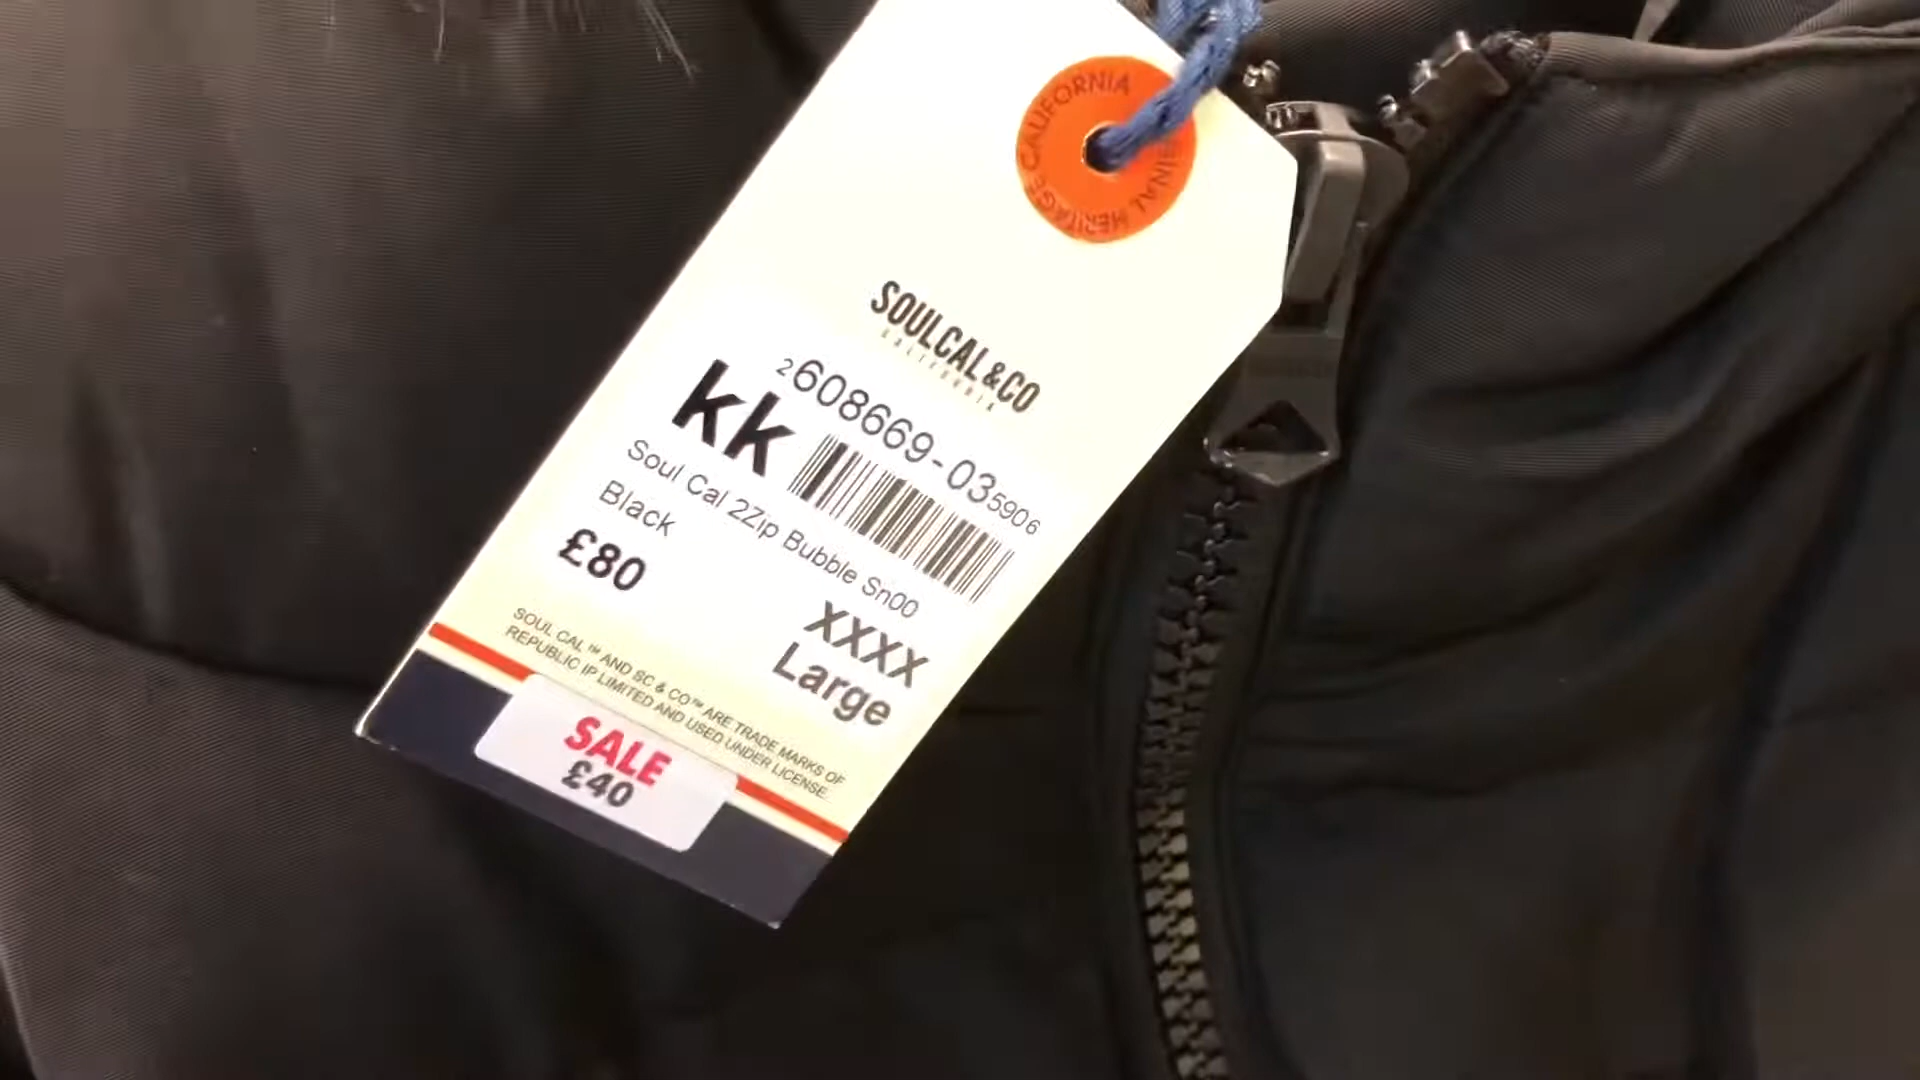 CALIFORNIA
HERITAGE
SOULCAL&CO
CALIFORNIA
2608669-035906
kk
Soul Cal 2Zip Bubble Sn00
Black
£80
XXXX
Large
SOUL CAL™ AND SC & CO™ ARE TRADE MARKS OF
REPUBLIC IP LIMITED AND USED UNDER LICENSE.
SALE
£40